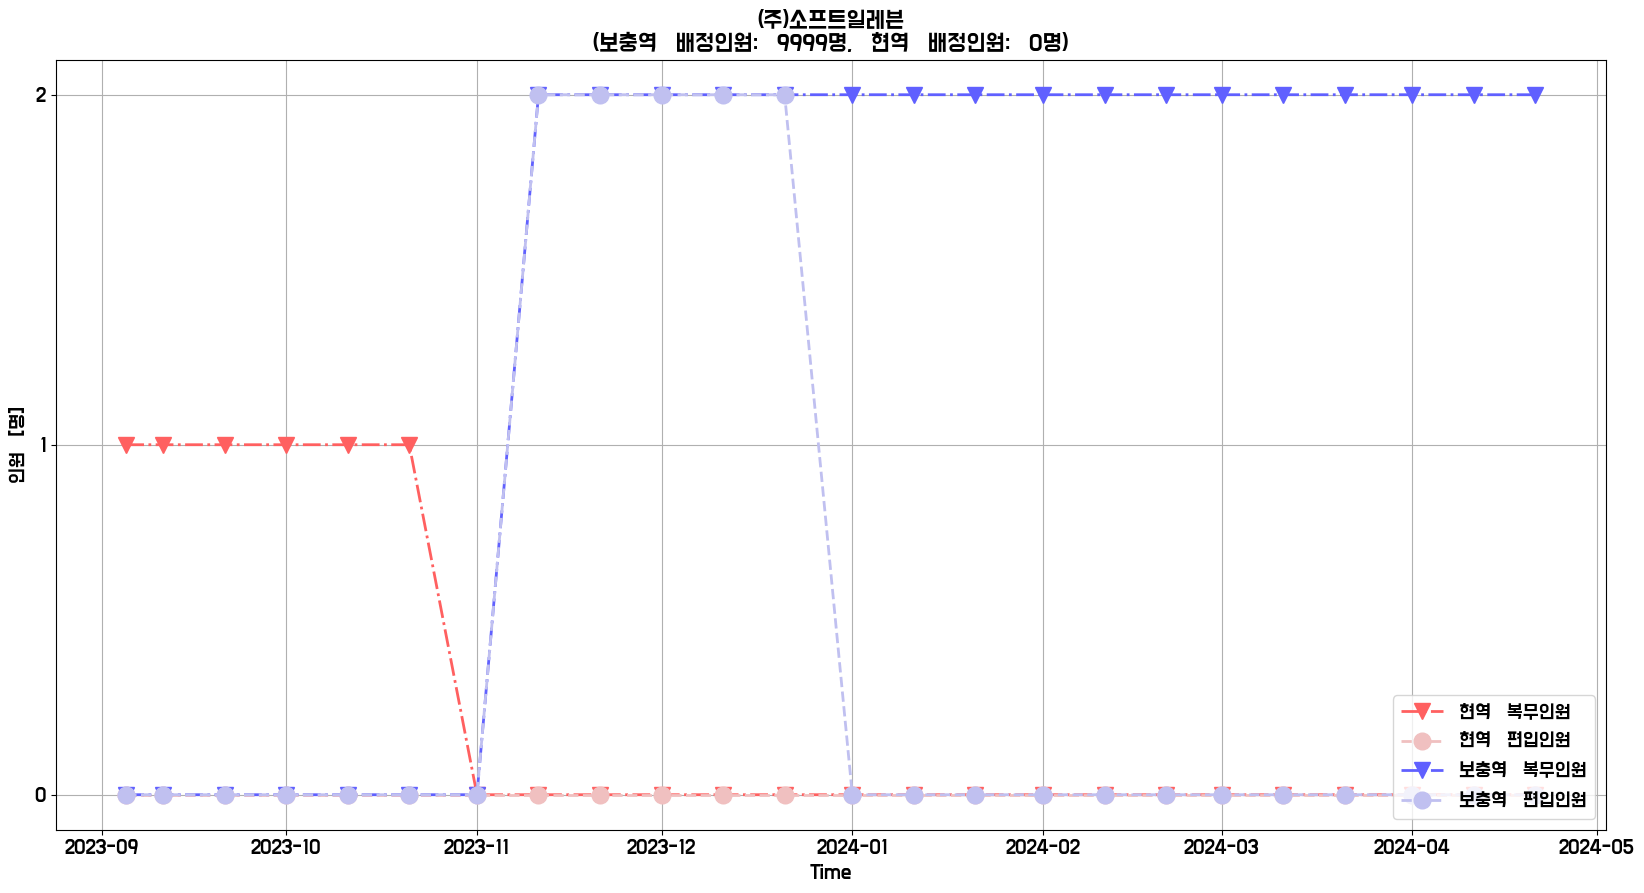 (주)소프트일레븐
(보충역 배정인원: 9999명, 현역 배정인원: 0명)
인원 [명]
2
1
0
2023-09 2023-10 2023-11 2023-12 2024-01 2024-02 2024-03 2024-04 2024-05
Time
현역 복무인원
현역 편입인원
보충역 복무인원
보충역 편입인원